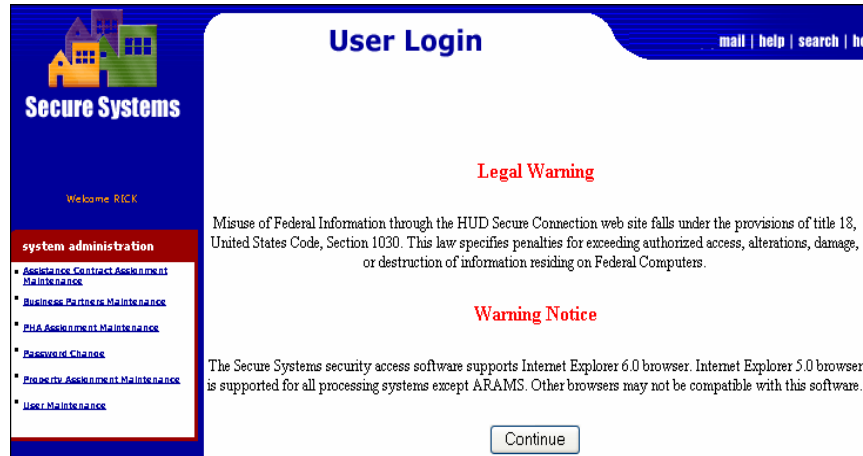 User Login
mail | help | search |
Secure Systems
Welcome RICK
system administration
Assistance Contract Assignment
Maintenance
Business Partners Maintenance
PHA Assignment Maintenance
Password Change
Property Assignment Maintenance
User Maintenance
Legal Warning
Misuse of Federal Information through the HUD Secure Connection web site falls under the provisions of title 18,
United States Code, Section 1030. This law specifies penalties for exceeding authorized access, alterations, damage,
or destruction of information residing on Federal Computers.
Warning Notice
The Secure Systems security access software supports Internet Explorer 6.0 browser. Internet Explorer 5.0 browser
is supported for all processing systems except ARAMS. Other browsers may not be compatible with this software.
Continue